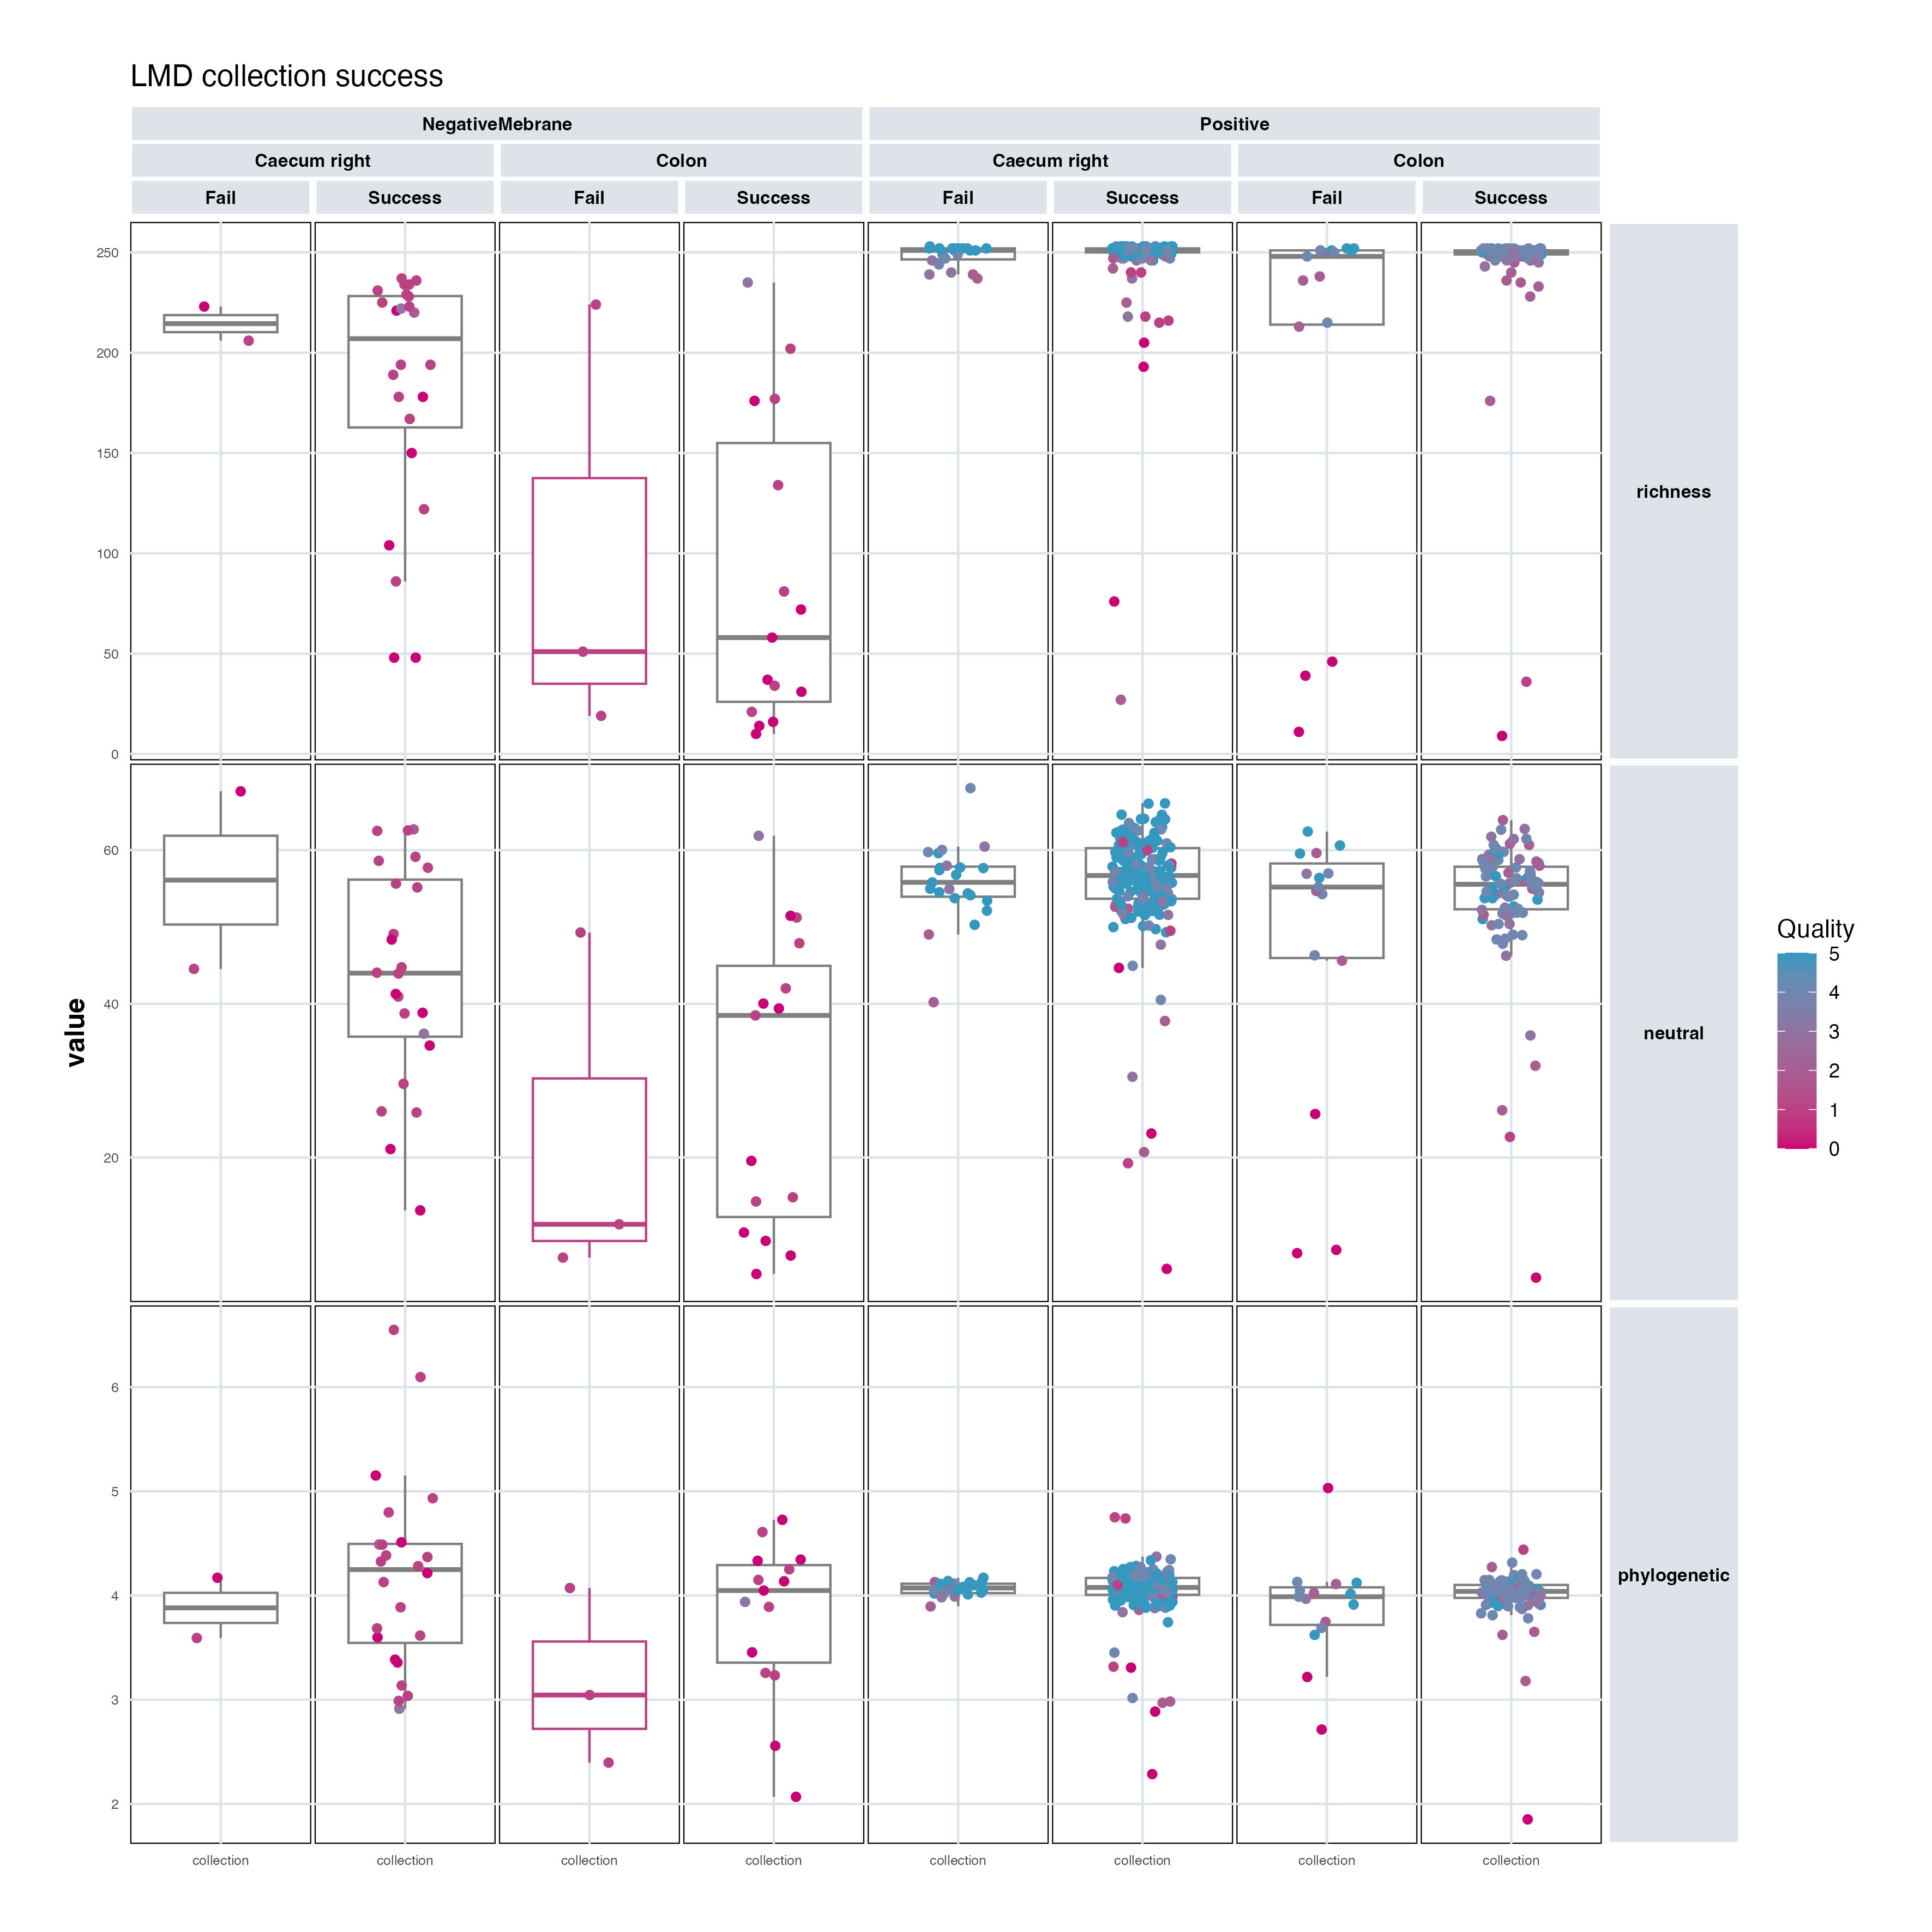 LMD collection success
NegativeMebrane Positive
Caecum right Colon Caecum right Colon
Fail Success Fail Success Fail Success Fail Success
250
200
150
100
50
0
richness
60
40
20
neutral
value
6
5
4
3
2
phylogenetic
collection collection collection collection collection collection collection collection
Quality
5
4
3
2
1
0